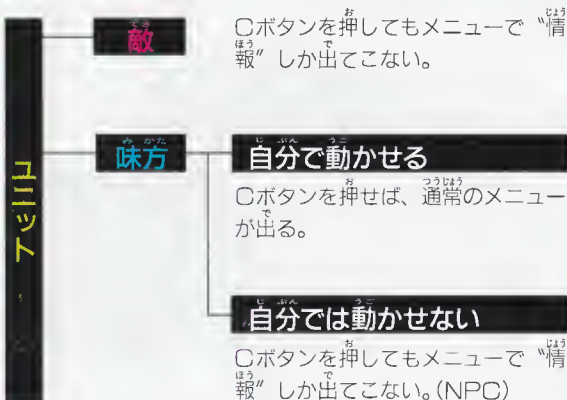 ユニット
敵
Cボタンを押してもメニューで〝情
報〟しか出てこない。
味方
自分で動かせる
Cボタンを押せば、通常のメニュー
が出る。
自分では動かせない
Cボタンを押してもメニューで〝情
報〟しか出てこない。(NPC)